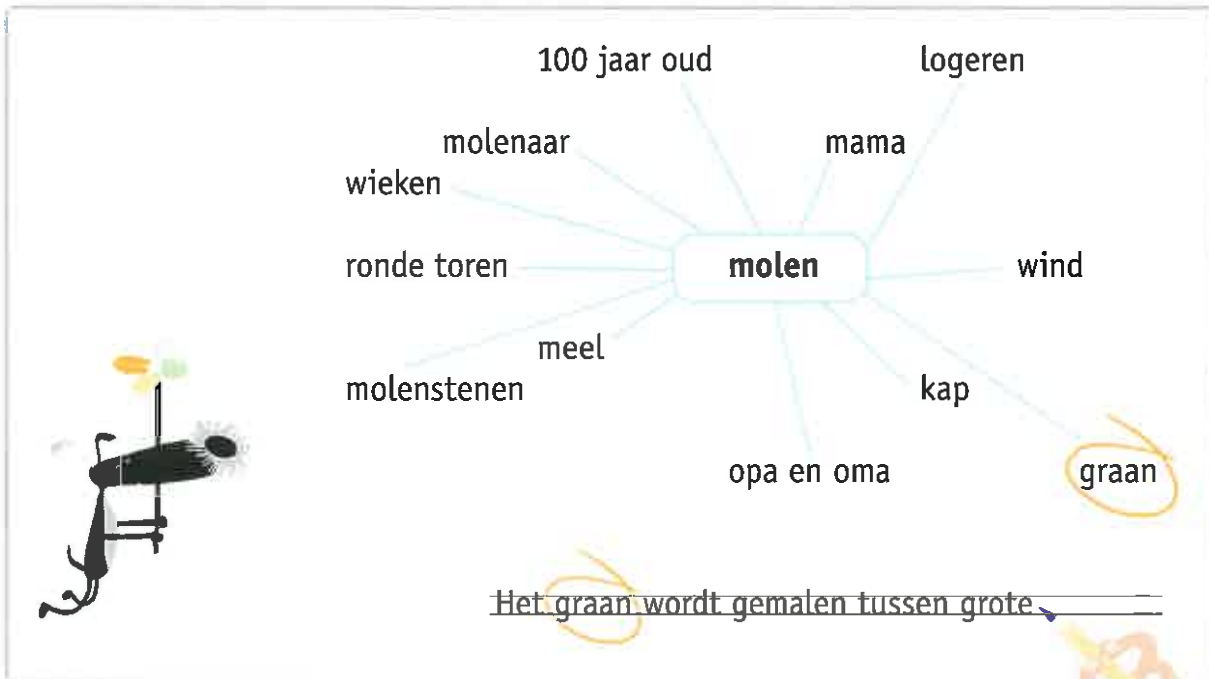 100 jaar oud
logeren
molenaar
mama
wieken
ronde toren
molen
wind
meel
molenstenen
kap
opa en oma
graan
Het graan wordt gemalen tussen grote